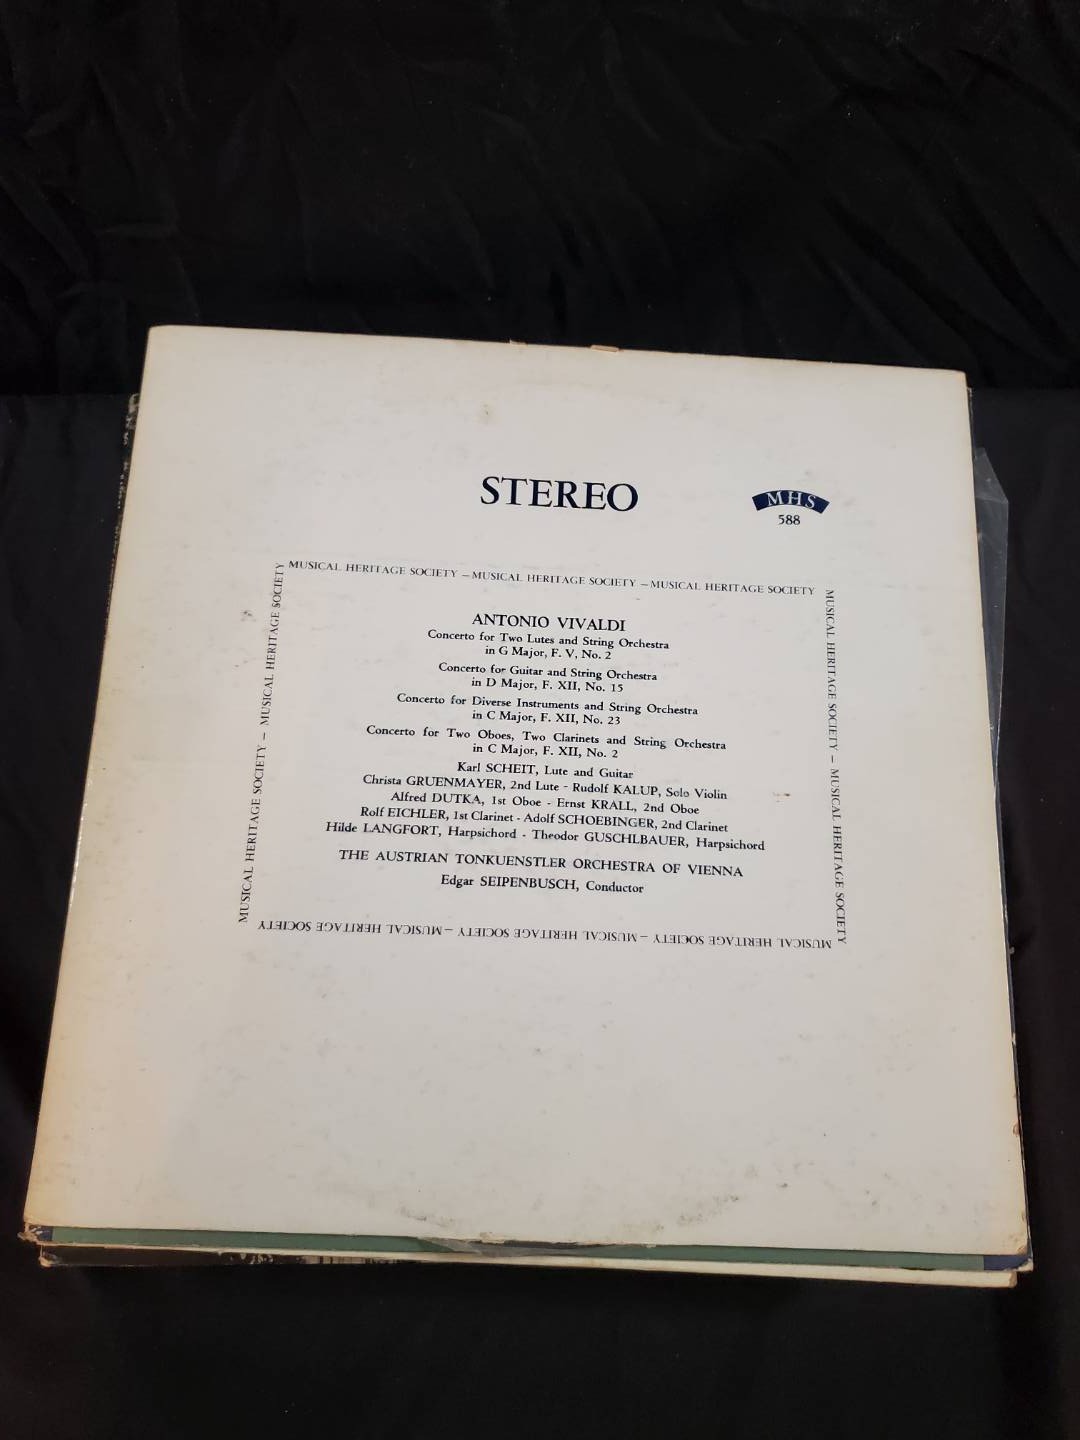 STEREO
MHS
588
MUSICAL HERITAGE SOCIETY – MUSICAL HERITAGE SOCIETY – MUSICAL HERITAGE SOCIETY
MUSICAL HERITAGE SOCIETY – MUSICAL HERITAGE SOCIETY
ANTONIO VIVALDI
Concerto for Two Lutes and String Orchestra
in G Major, F. V, No. 2
Concerto for Guitar and String Orchestra
in D Major, F. XII, No. 15
Concerto for Diverse Instruments and String Orchestra
in C Major, F. XII, No. 23
Concerto for Two Oboes, Two Clarinets and String Orchestra
in C Major, F. XII, No. 2
Karl SCHEIT, Lute and Guitar
Christa GRUENMAYER, 2nd Lute - Rudolf KALUP, Solo Violin
Alfred DUTKA, 1st Oboe - Ernst KRALL, 2nd Oboe
Rolf EICHLER, 1st Clarinet - Adolf SCHOEBINGER, 2nd Clarinet
Hilde LANGFORT, Harpsichord - Theodor GUSCHLBAUER, Harpsichord
THE AUSTRIAN TONKUENSTLER ORCHESTRA OF VIENNA
Edgar SEIPENBUSCH, Conductor
MUSICAL HERITAGE SOCIETY – MUSICAL HERITAGE SOCIETY
MUSICAL HERITAGE SOCIETY – MUSICAL HERITAGE SOCIETY – MUSICAL HERITAGE SOCIETY